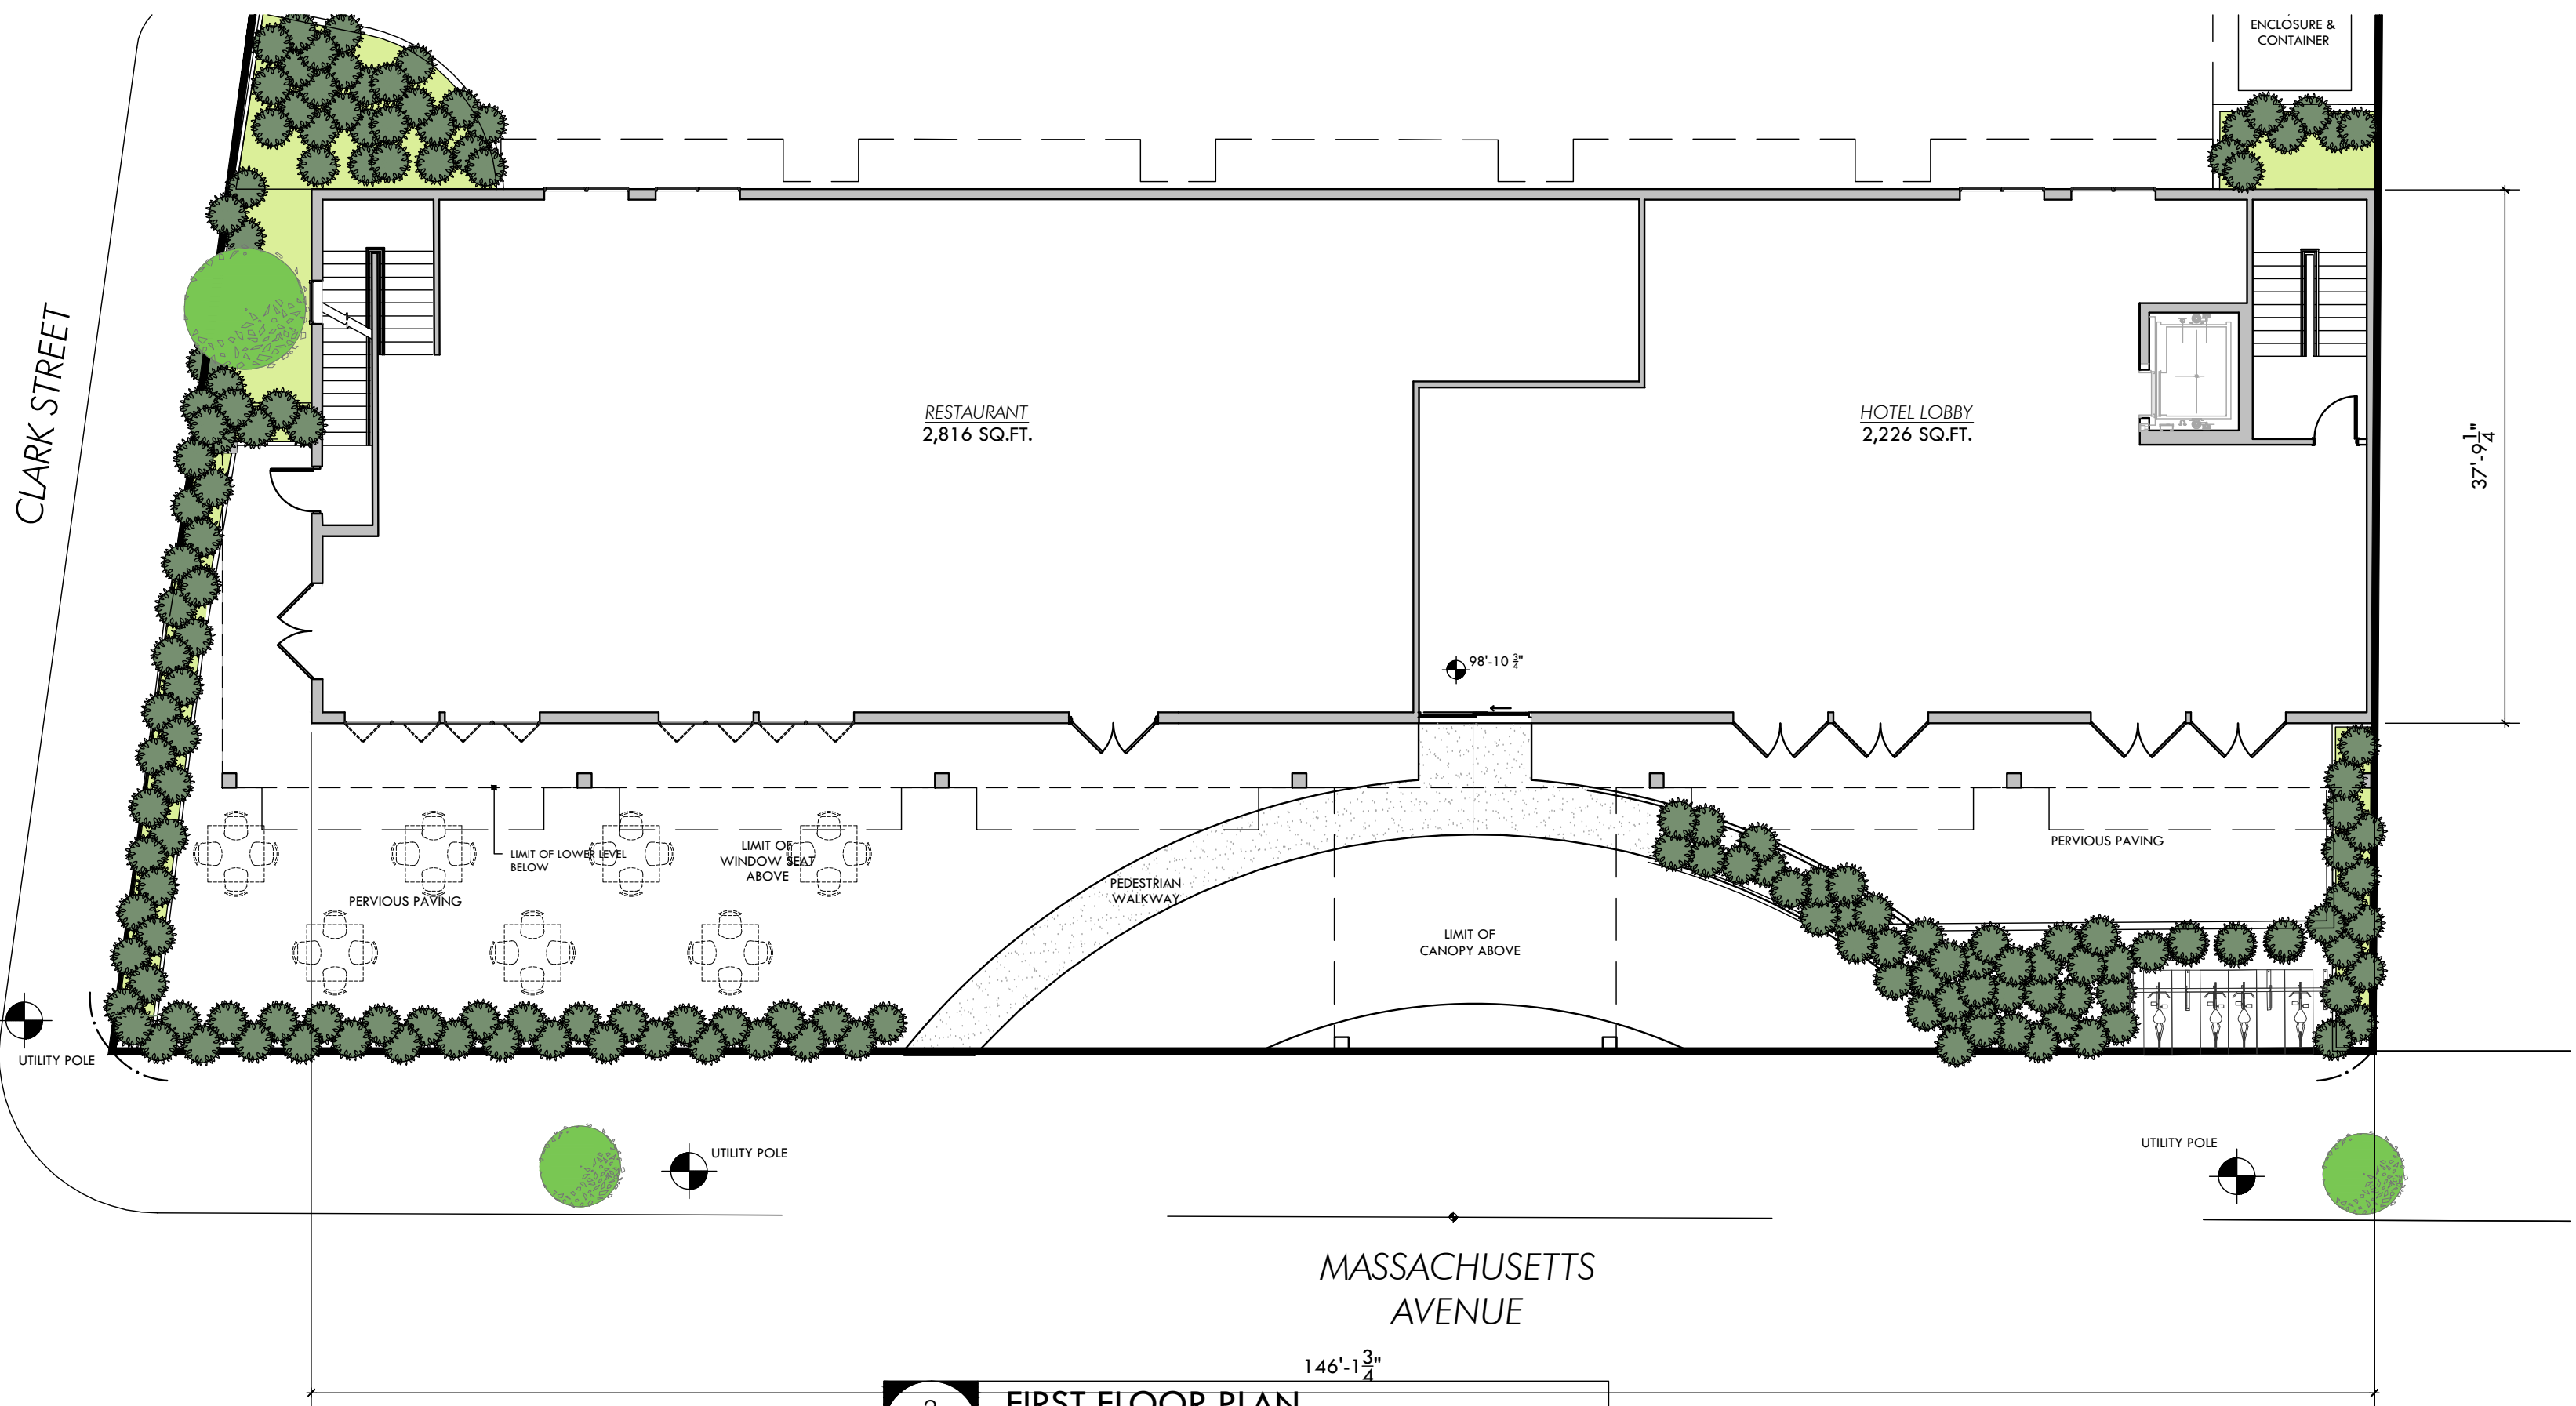 ENCLOSURE &
CONTAINER
CLARK STREET
RESTAURANT
2,816 SQ.FT.
HOTEL LOBBY
2,226 SQ.FT.
37'-9 1/4"
98'-10 3/4"
LIMIT OF LOWER LEVEL
BELOW
LIMIT OF
WINDOW SEAT
ABOVE
PERVIOUS PAVING
PEDESTRIAN
WALKWAY
LIMIT OF
CANOPY ABOVE
PERVIOUS PAVING
UTILITY POLE
UTILITY POLE
UTILITY POLE
MASSACHUSETTS
AVENUE
146'-1 3/4"
FIRST FLOOR PLAN